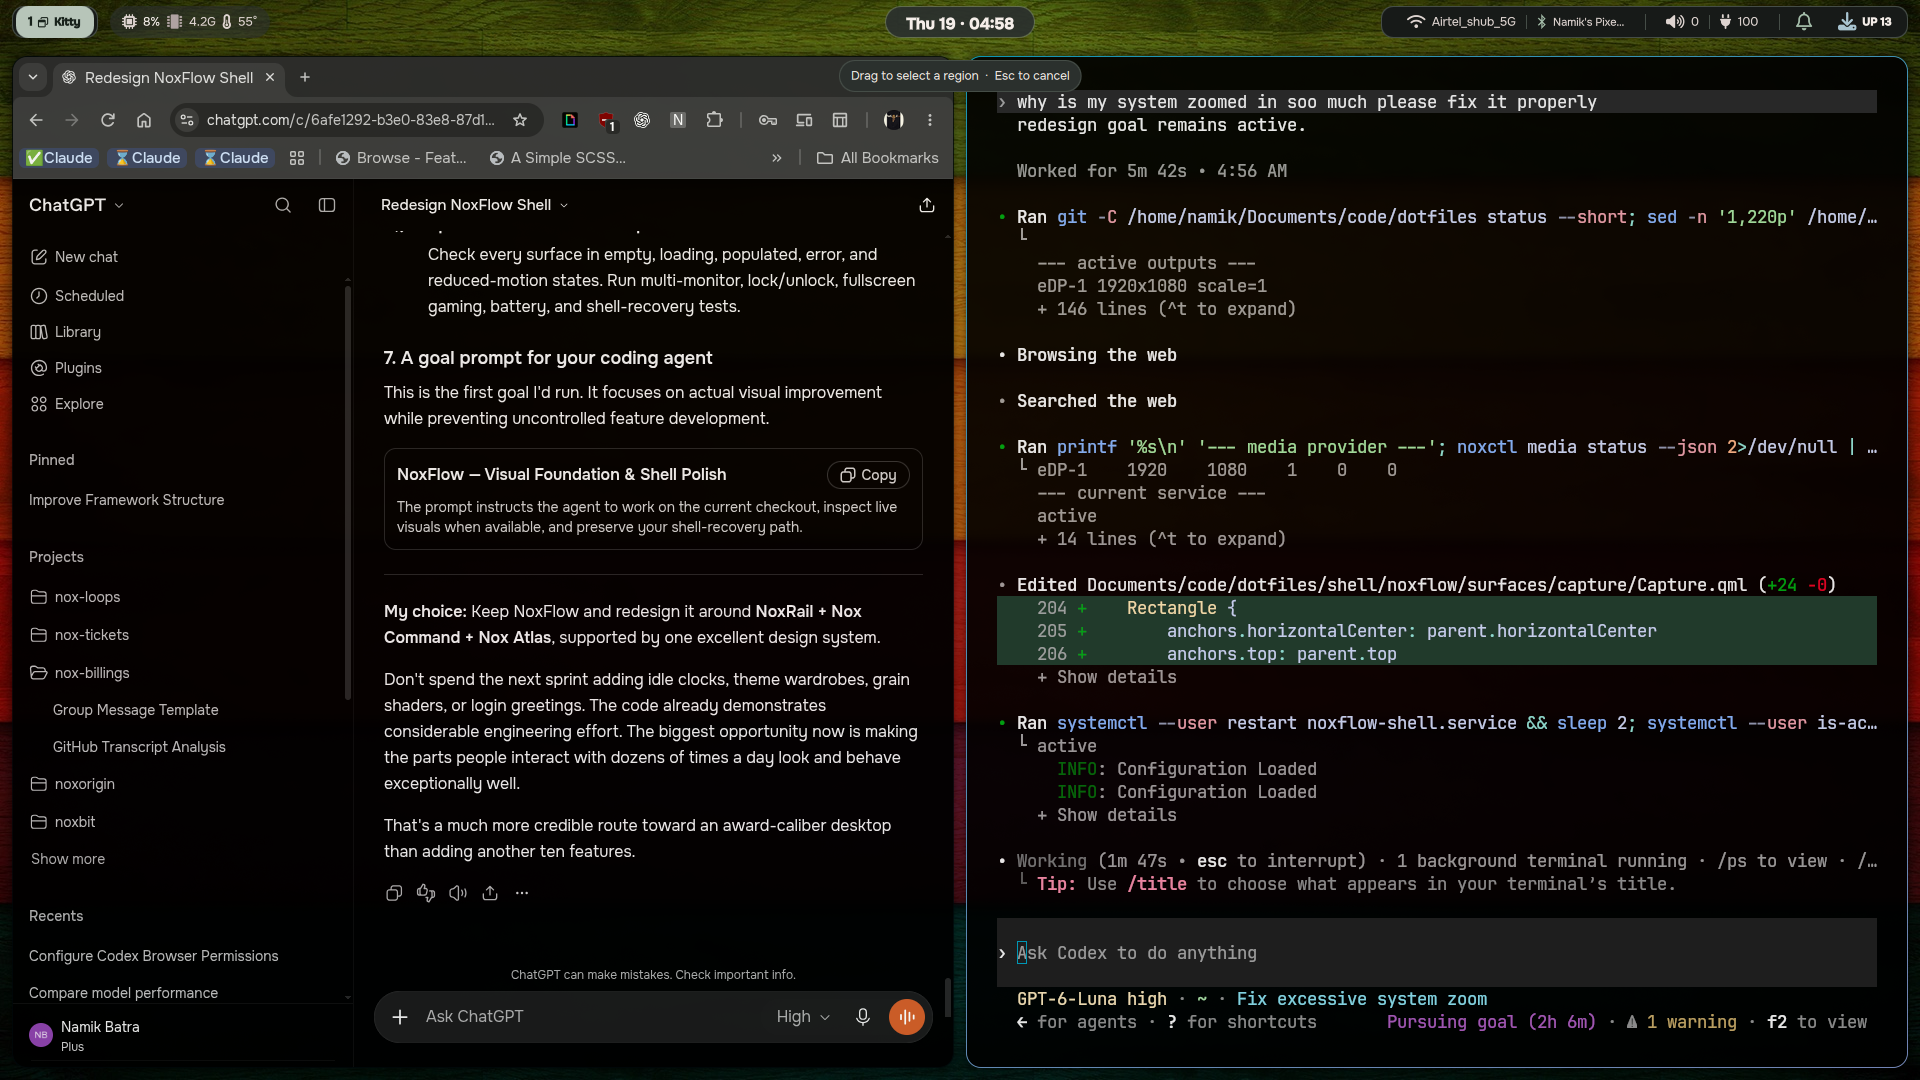 1 Kitty
8% 4.2G 55°
Thu 19 · 04:58
Airtel_shub_5G
Namik's Pixe...
0
100
UP 13
Drag to select a region · Esc to cancel
Redesign NoxFlow Shell
chatgpt.com/c/6afe1292-b3e0-83e8-87d1...
1
✅Claude
⌛Claude
⌛Claude
Browse - Feat...
A Simple SCSS...
»
All Bookmarks
ChatGPT
New chat
Scheduled
Library
Plugins
Explore
Pinned
Improve Framework Structure
Projects
nox-loops
nox-tickets
nox-billings
Group Message Template
GitHub Transcript Analysis
noxorigin
noxbit
Show more
Recents
Configure Codex Browser Permissions
Compare model performance
NB
Namik Batra
Plus
Redesign NoxFlow Shell
Check every surface in empty, loading, populated, error, and
reduced-motion states. Run multi-monitor, lock/unlock, fullscreen
gaming, battery, and shell-recovery tests.
7. A goal prompt for your coding agent
This is the first goal I'd run. It focuses on actual visual improvement
while preventing uncontrolled feature development.
NoxFlow — Visual Foundation & Shell Polish
Copy
The prompt instructs the agent to work on the current checkout, inspect live
visuals when available, and preserve your shell-recovery path.
My choice: Keep NoxFlow and redesign it around NoxRail + Nox
Command + Nox Atlas, supported by one excellent design system.
Don't spend the next sprint adding idle clocks, theme wardrobes, grain
shaders, or login greetings. The code already demonstrates
considerable engineering effort. The biggest opportunity now is making
the parts people interact with dozens of times a day look and behave
exceptionally well.
That's a much more credible route toward an award-caliber desktop
than adding another ten features.
ChatGPT can make mistakes. Check important info.
Ask ChatGPT
High
› why is my system zoomed in soo much please fix it properly
redesign goal remains active.
Worked for 5m 42s • 4:56 AM
• Ran git -C /home/namik/Documents/code/dotfiles status --short; sed -n '1,220p' /home/…
└
--- active outputs ---
eDP-1 1920x1080 scale=1
+ 146 lines (^t to expand)
• Browsing the web
• Searched the web
• Ran printf '%s\n' '--- media provider ---'; noxctl media status --json 2>/dev/null | …
└ eDP-1 1920 1080 1 0 0
--- current service ---
active
+ 14 lines (^t to expand)
• Edited Documents/code/dotfiles/shell/noxflow/surfaces/capture/Capture.qml (+24 -0)
204 + Rectangle {
205 + anchors.horizontalCenter: parent.horizontalCenter
206 + anchors.top: parent.top
+ Show details
• Ran systemctl --user restart noxflow-shell.service && sleep 2; systemctl --user is-ac…
└ active
INFO: Configuration Loaded
INFO: Configuration Loaded
+ Show details
• Working (1m 47s • esc to interrupt) · 1 background terminal running · /ps to view · /…
└ Tip: Use /title to choose what appears in your terminal’s title.
› Ask Codex to do anything
GPT-6-Luna high · ~ · Fix excessive system zoom
← for agents · ? for shortcuts
Pursuing goal (2h 6m) · ⚠ 1 warning · f2 to view